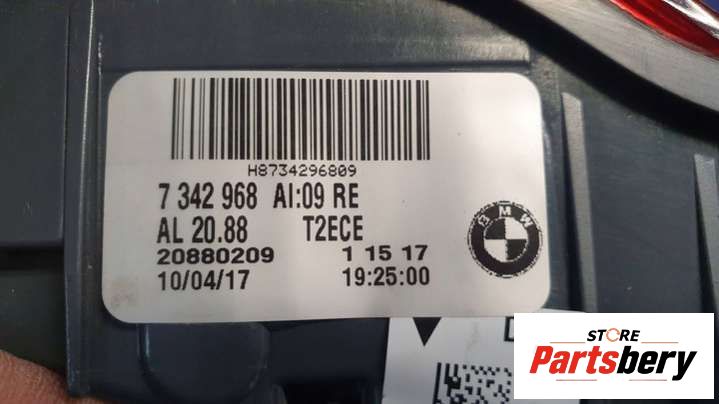 H8734296809
7 342 968 AI:09 RE
AL 20.88 T2ECE
20880209 1 11 15 17
10/04/17 19:25:00
BMW
STORE
Partsbery